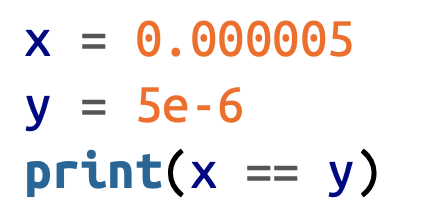 x = 0.000005
y = 5e-6
print(x == y)